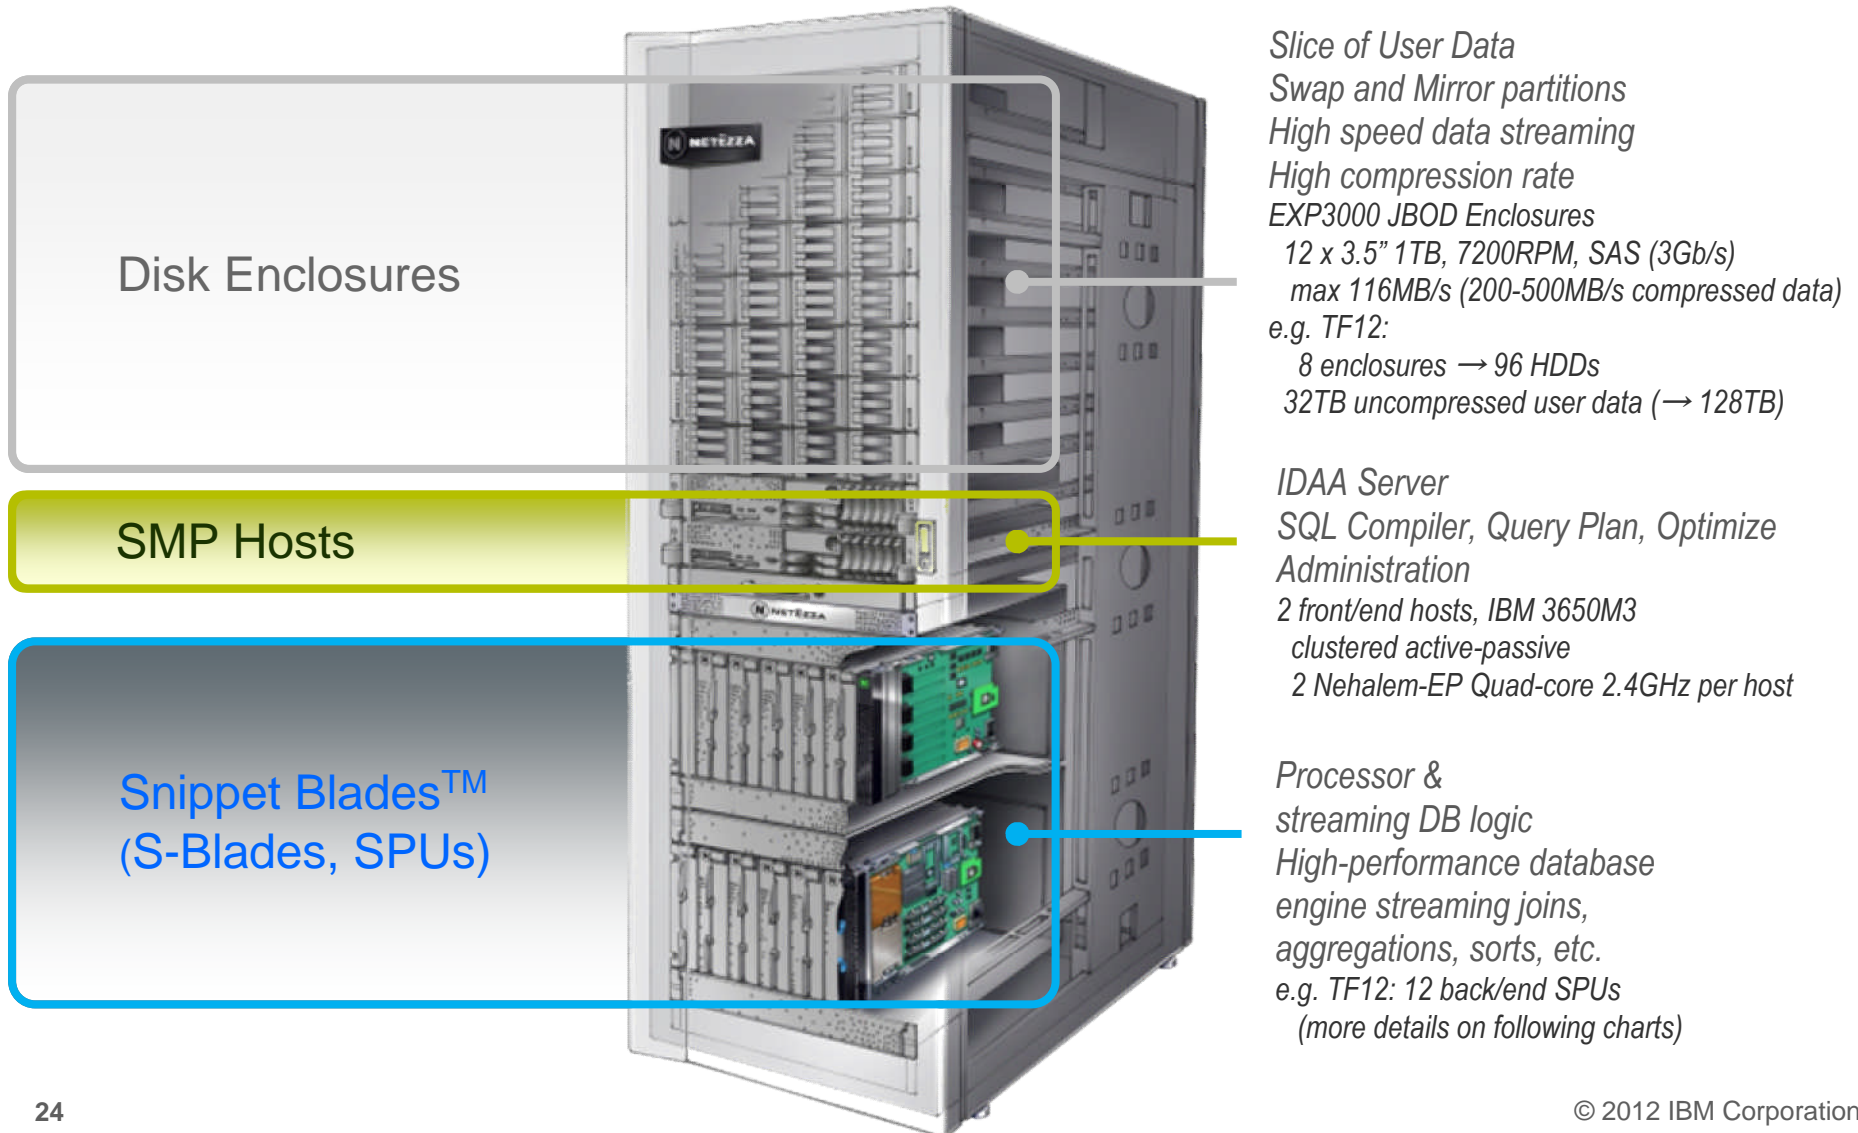 NETEZZA
Disk Enclosures
Slice of User Data
Swap and Mirror partitions
High speed data streaming
High compression rate
EXP3000 JBOD Enclosures
12 x 3.5” 1TB, 7200RPM, SAS (3Gb/s)
max 116MB/s (200-500MB/s compressed data)
e.g. TF12:
8 enclosures → 96 HDDs
32TB uncompressed user data (→ 128TB)
SMP Hosts
NETEZZA
IDAA Server
SQL Compiler, Query Plan, Optimize
Administration
2 front/end hosts, IBM 3650M3
clustered active-passive
2 Nehalem-EP Quad-core 2.4GHz per host
Snippet Blades™
(S-Blades, SPUs)
Processor &
streaming DB logic
High-performance database
engine streaming joins,
aggregations, sorts, etc.
e.g. TF12: 12 back/end SPUs
(more details on following charts)
24
© 2012 IBM Corporation